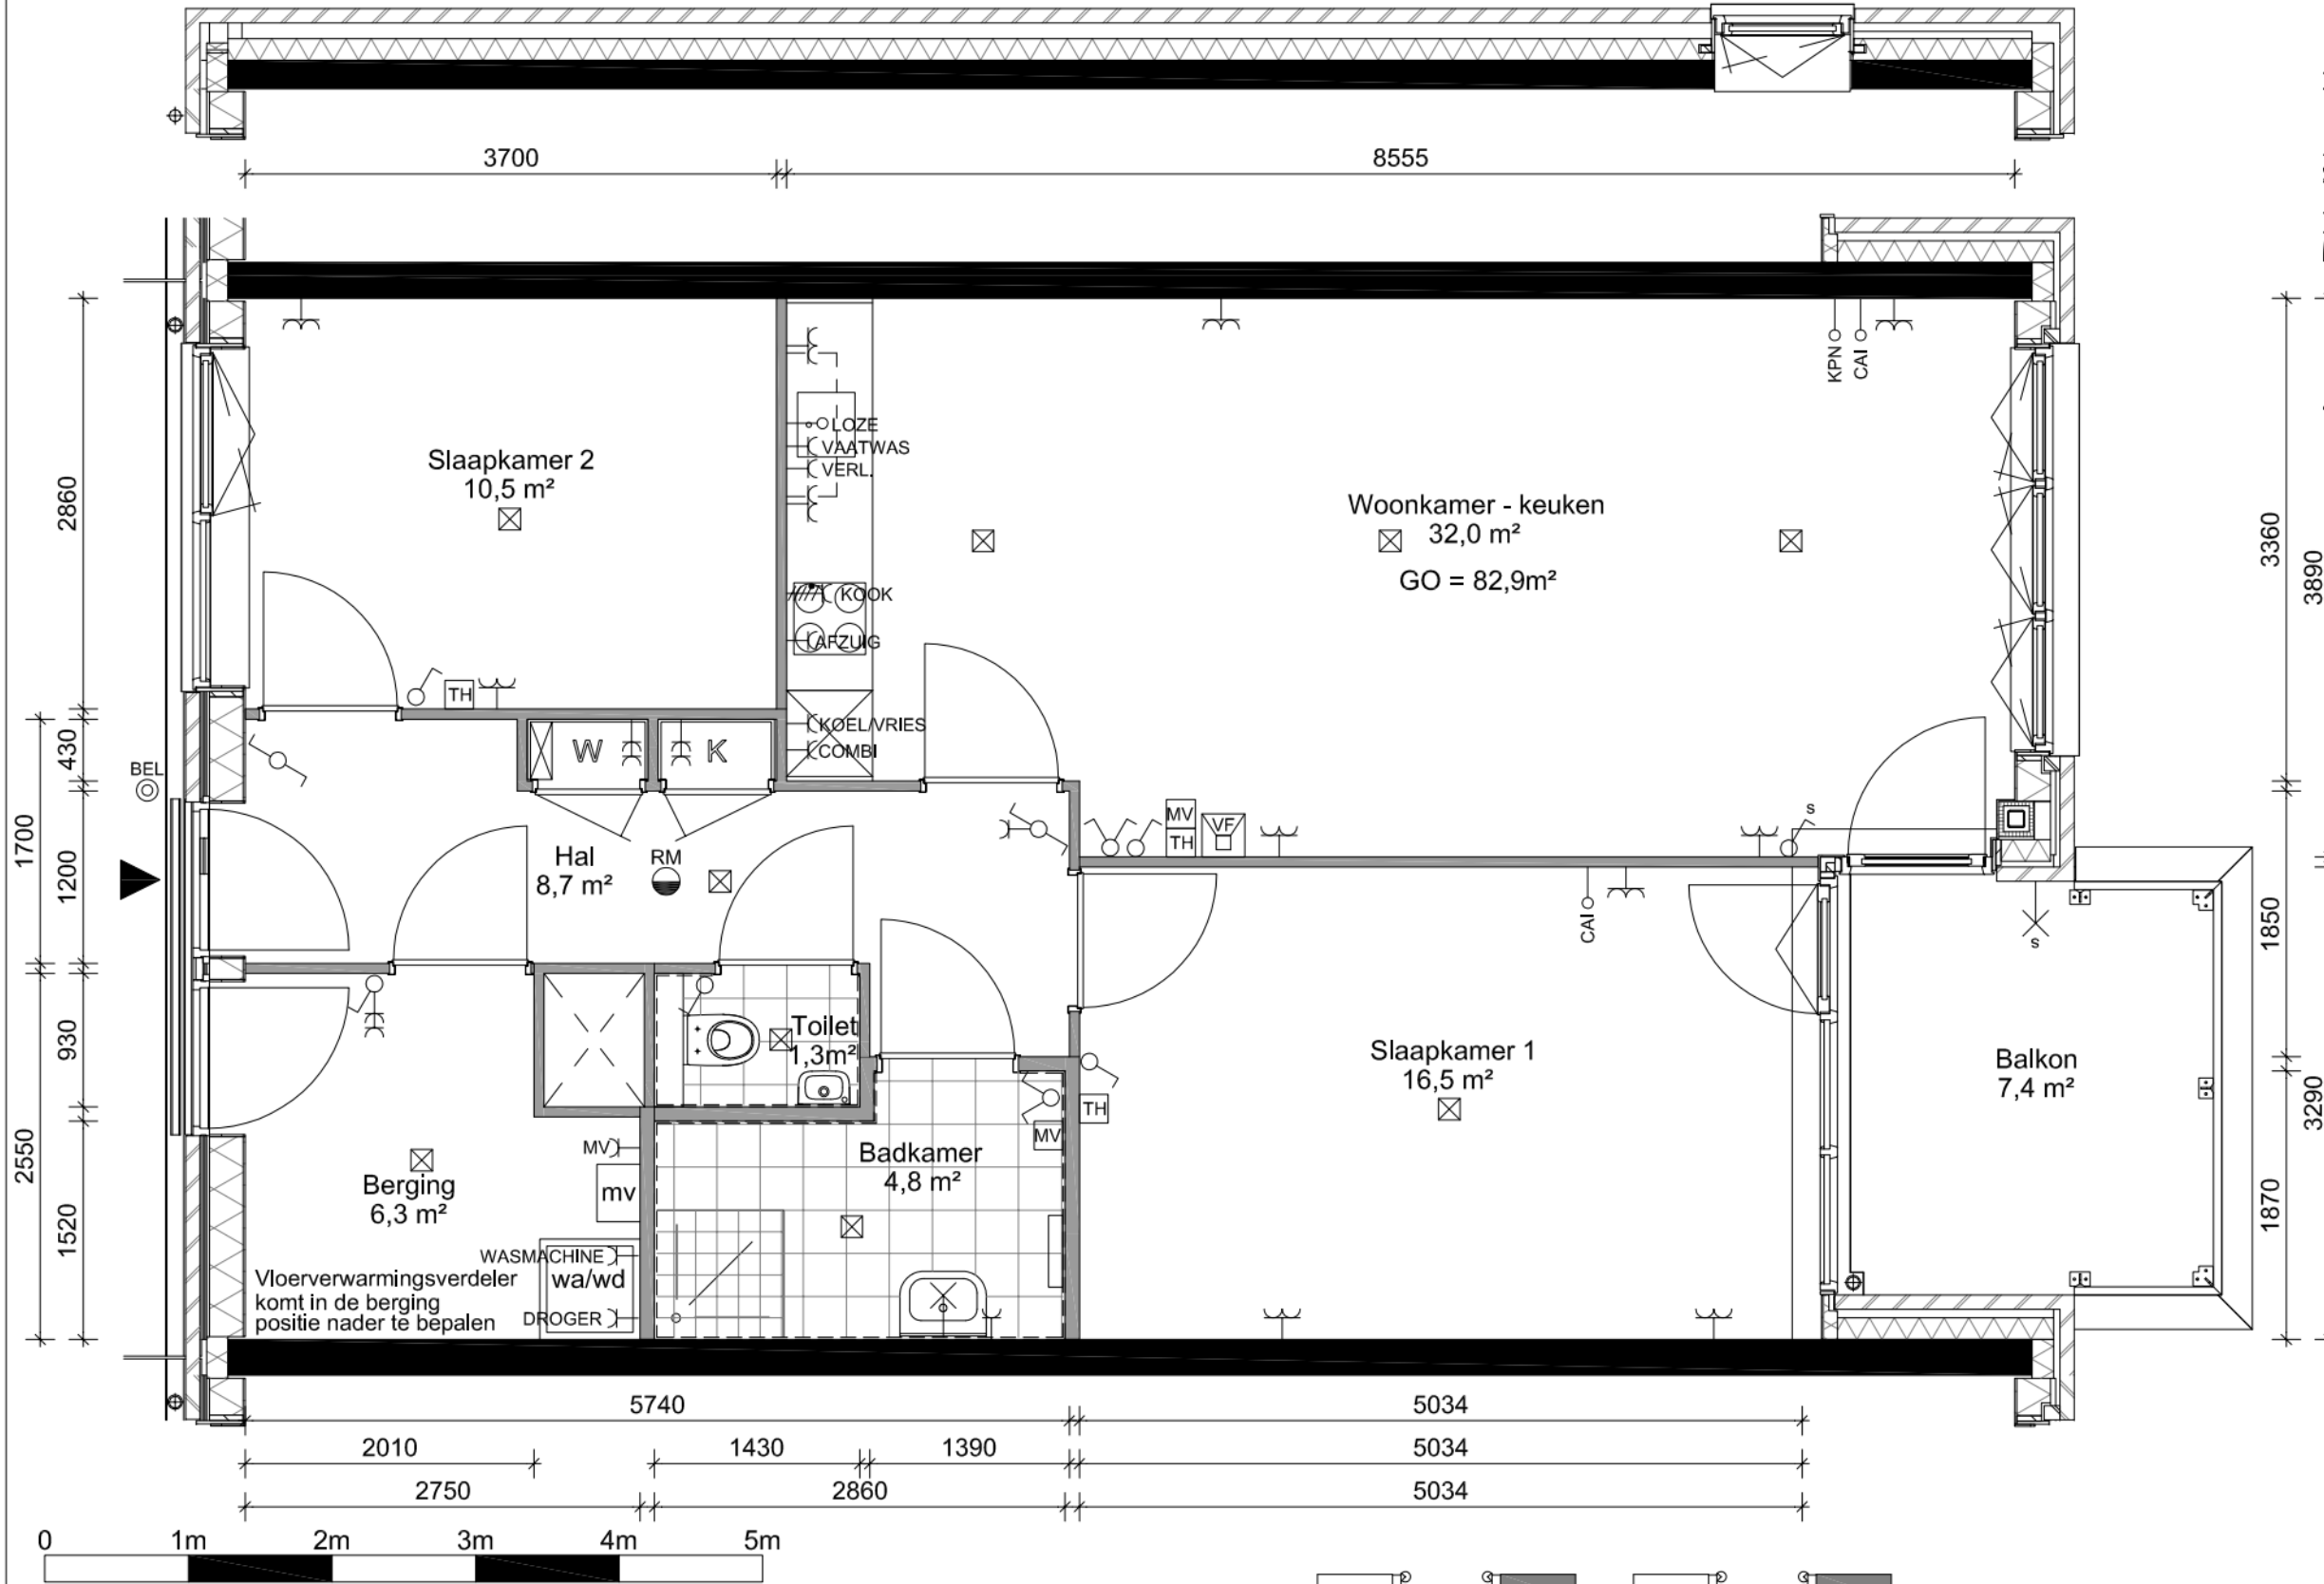 3700
8555
2860
430
1700
1200
930
2550
1520
3360
3890
1850
3290
1870
KPN
CAI
LOZE
VAATWAS
VERL.
Slaapkamer 2
10,5 m²
Woonkamer - keuken
32,0 m²
GO = 82,9m²
KOOK
AFZUIG
TH
KOEL/VRIES
COMBI
W
K
BEL
MV
TH
VF
s
Hal
8,7 m²
RM
CAI
s
Toilet
1,3m²
Slaapkamer 1
16,5 m²
Balkon
7,4 m²
TH
MV
MV
Badkamer
4,8 m²
Berging
6,3 m²
mv
WASMACHINE
wa/wd
DROGER
Vloerverwarmingsverdeler
komt in de berging
positie nader te bepalen
5740
5034
2010
1430
1390
5034
2750
2860
5034
0 1m 2m 3m 4m 5m